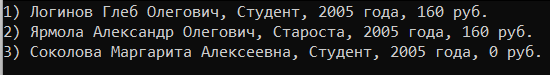 1) Логинов Глеб Олегович, Студент, 2005 года, 160 руб.
2) Ярмола Александр Олегович, Староста, 2005 года, 160 руб.
3) Соколова Маргарита Алексеевна, Студент, 2005 года, 0 руб.